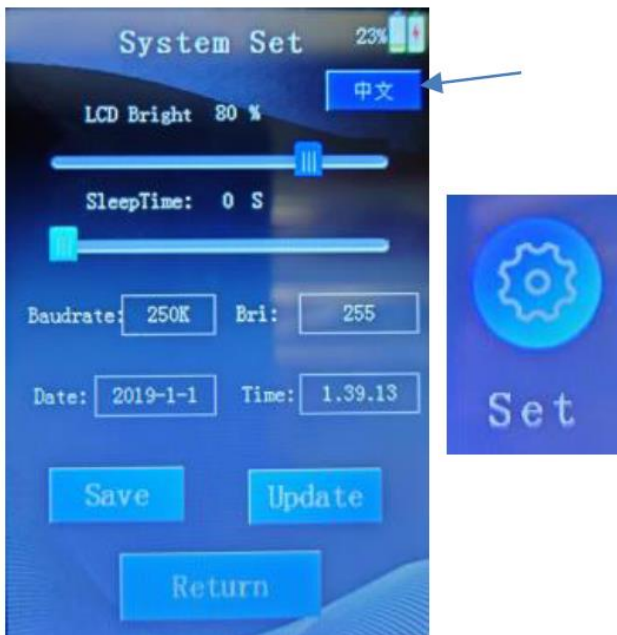 System Set
23%
中文
LCD Bright 80 %
SleepTime: 0 S
Baudrate: 250K Bri: 255
Date: 2019-1-1 Time: 1.39.13
Save Update
Return
Set